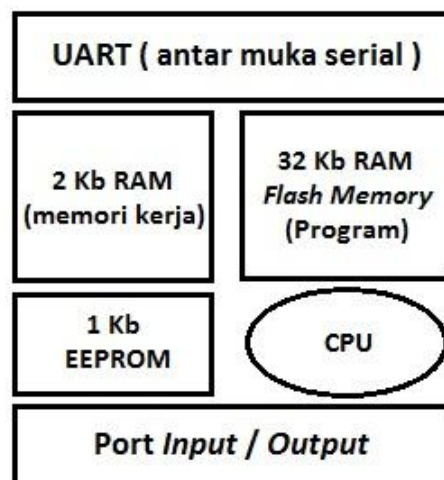 UART ( antar muka serial )
2 Kb RAM
(memori kerja)
32 Kb RAM
Flash Memory
(Program)
1 Kb
EEPROM
CPU
Port Input / Output